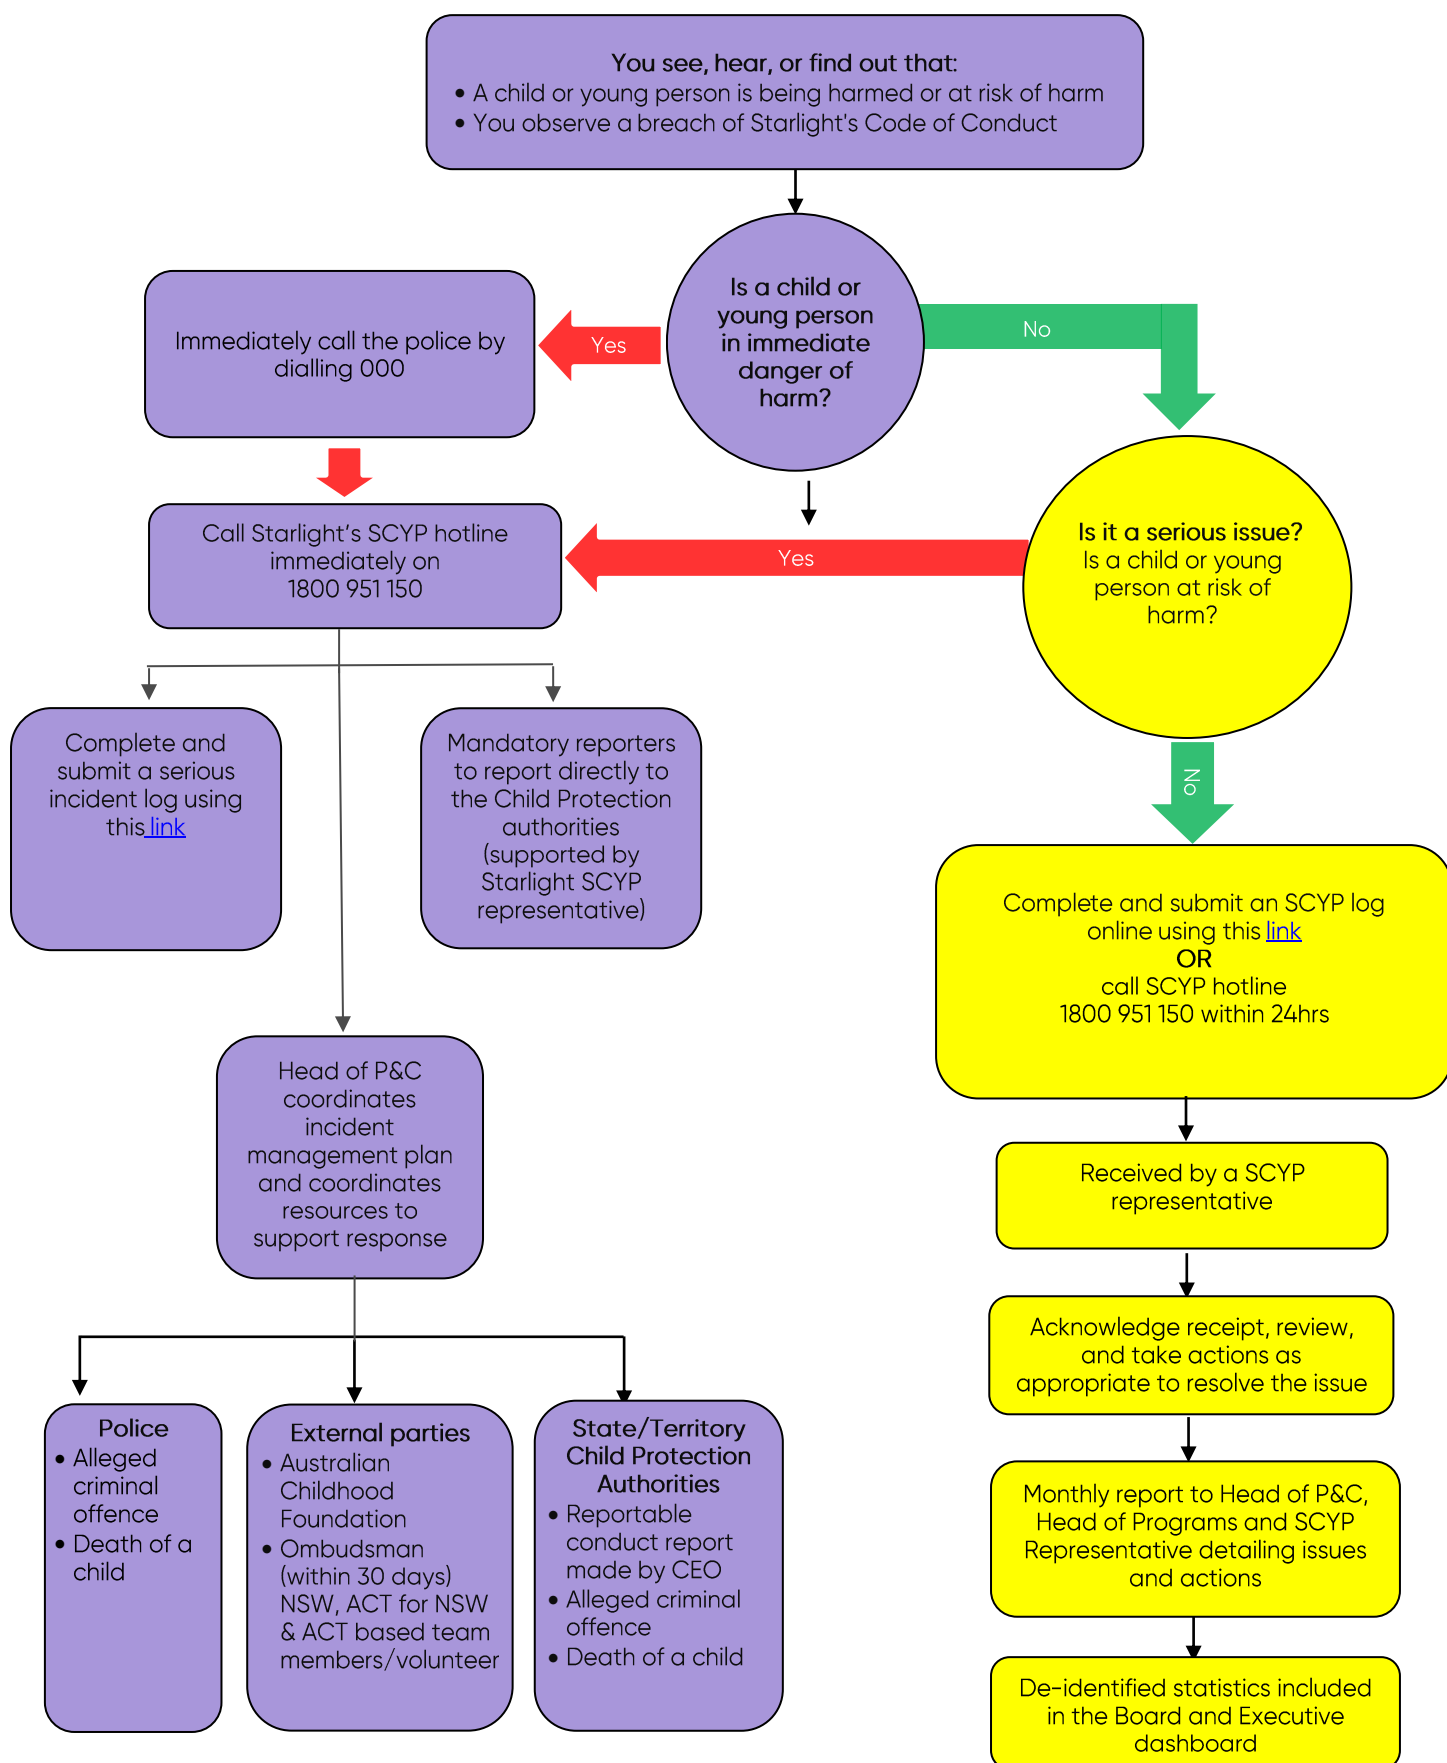 You see, hear, or find out that:
• A child or young person is being harmed or at risk of harm
• You observe a breach of Starlight's Code of Conduct
Is a child or
young person
in immediate
danger of
harm?
Yes
No
Immediately call the police by
dialling 000
Call Starlight's SCYP hotline
immediately on
1800 951 150
Yes
Is it a serious issue?
Is a child or young
person at risk of
harm?
No
Complete and
submit a serious
incident log using
this link
Mandatory reporters
to report directly to
the Child Protection
authorities
(supported by
Starlight SCYP
representative)
Complete and submit an SCYP log
online using this link
OR
call SCYP hotline
1800 951 150 within 24hrs
Head of P&C
coordinates
incident
management plan
and coordinates
resources to
support response
Received by a SCYP
representative
Acknowledge receipt, review,
and take actions as
appropriate to resolve the issue
Police
• Alleged
criminal
offence
• Death of a
child
External parties
• Australian
Childhood
Foundation
• Ombudsman
(within 30 days)
NSW, ACT for NSW
& ACT based team
members/volunteer
State/Territory
Child Protection
Authorities
• Reportable
conduct report
made by CEO
• Alleged criminal
offence
• Death of a child
Monthly report to Head of P&C,
Head of Programs and SCYP
Representative detailing issues
and actions
De-identified statistics included
in the Board and Executive
dashboard